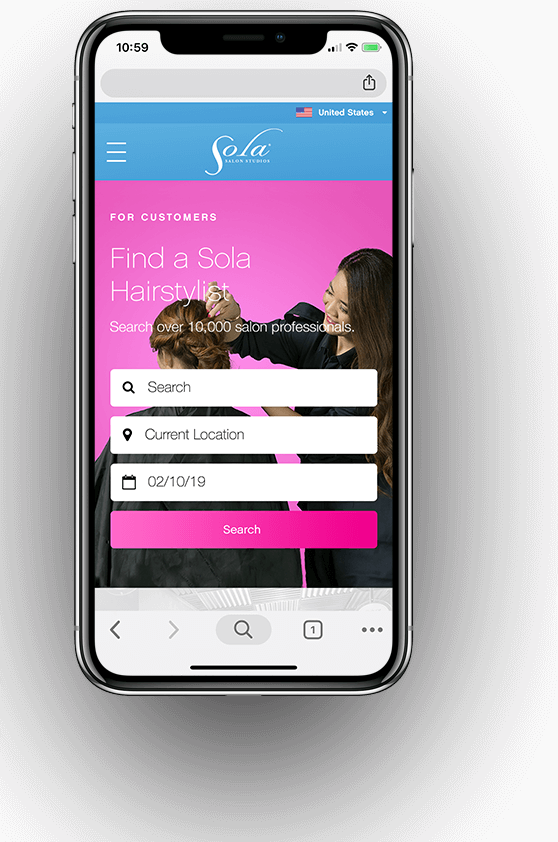 10:59
United States
Sola
SALON STUDIOS
FOR CUSTOMERS
Find a Sola
Hairstylist
Search over 10,000 salon professionals.
Search
Current Location
02/10/19
Search
1